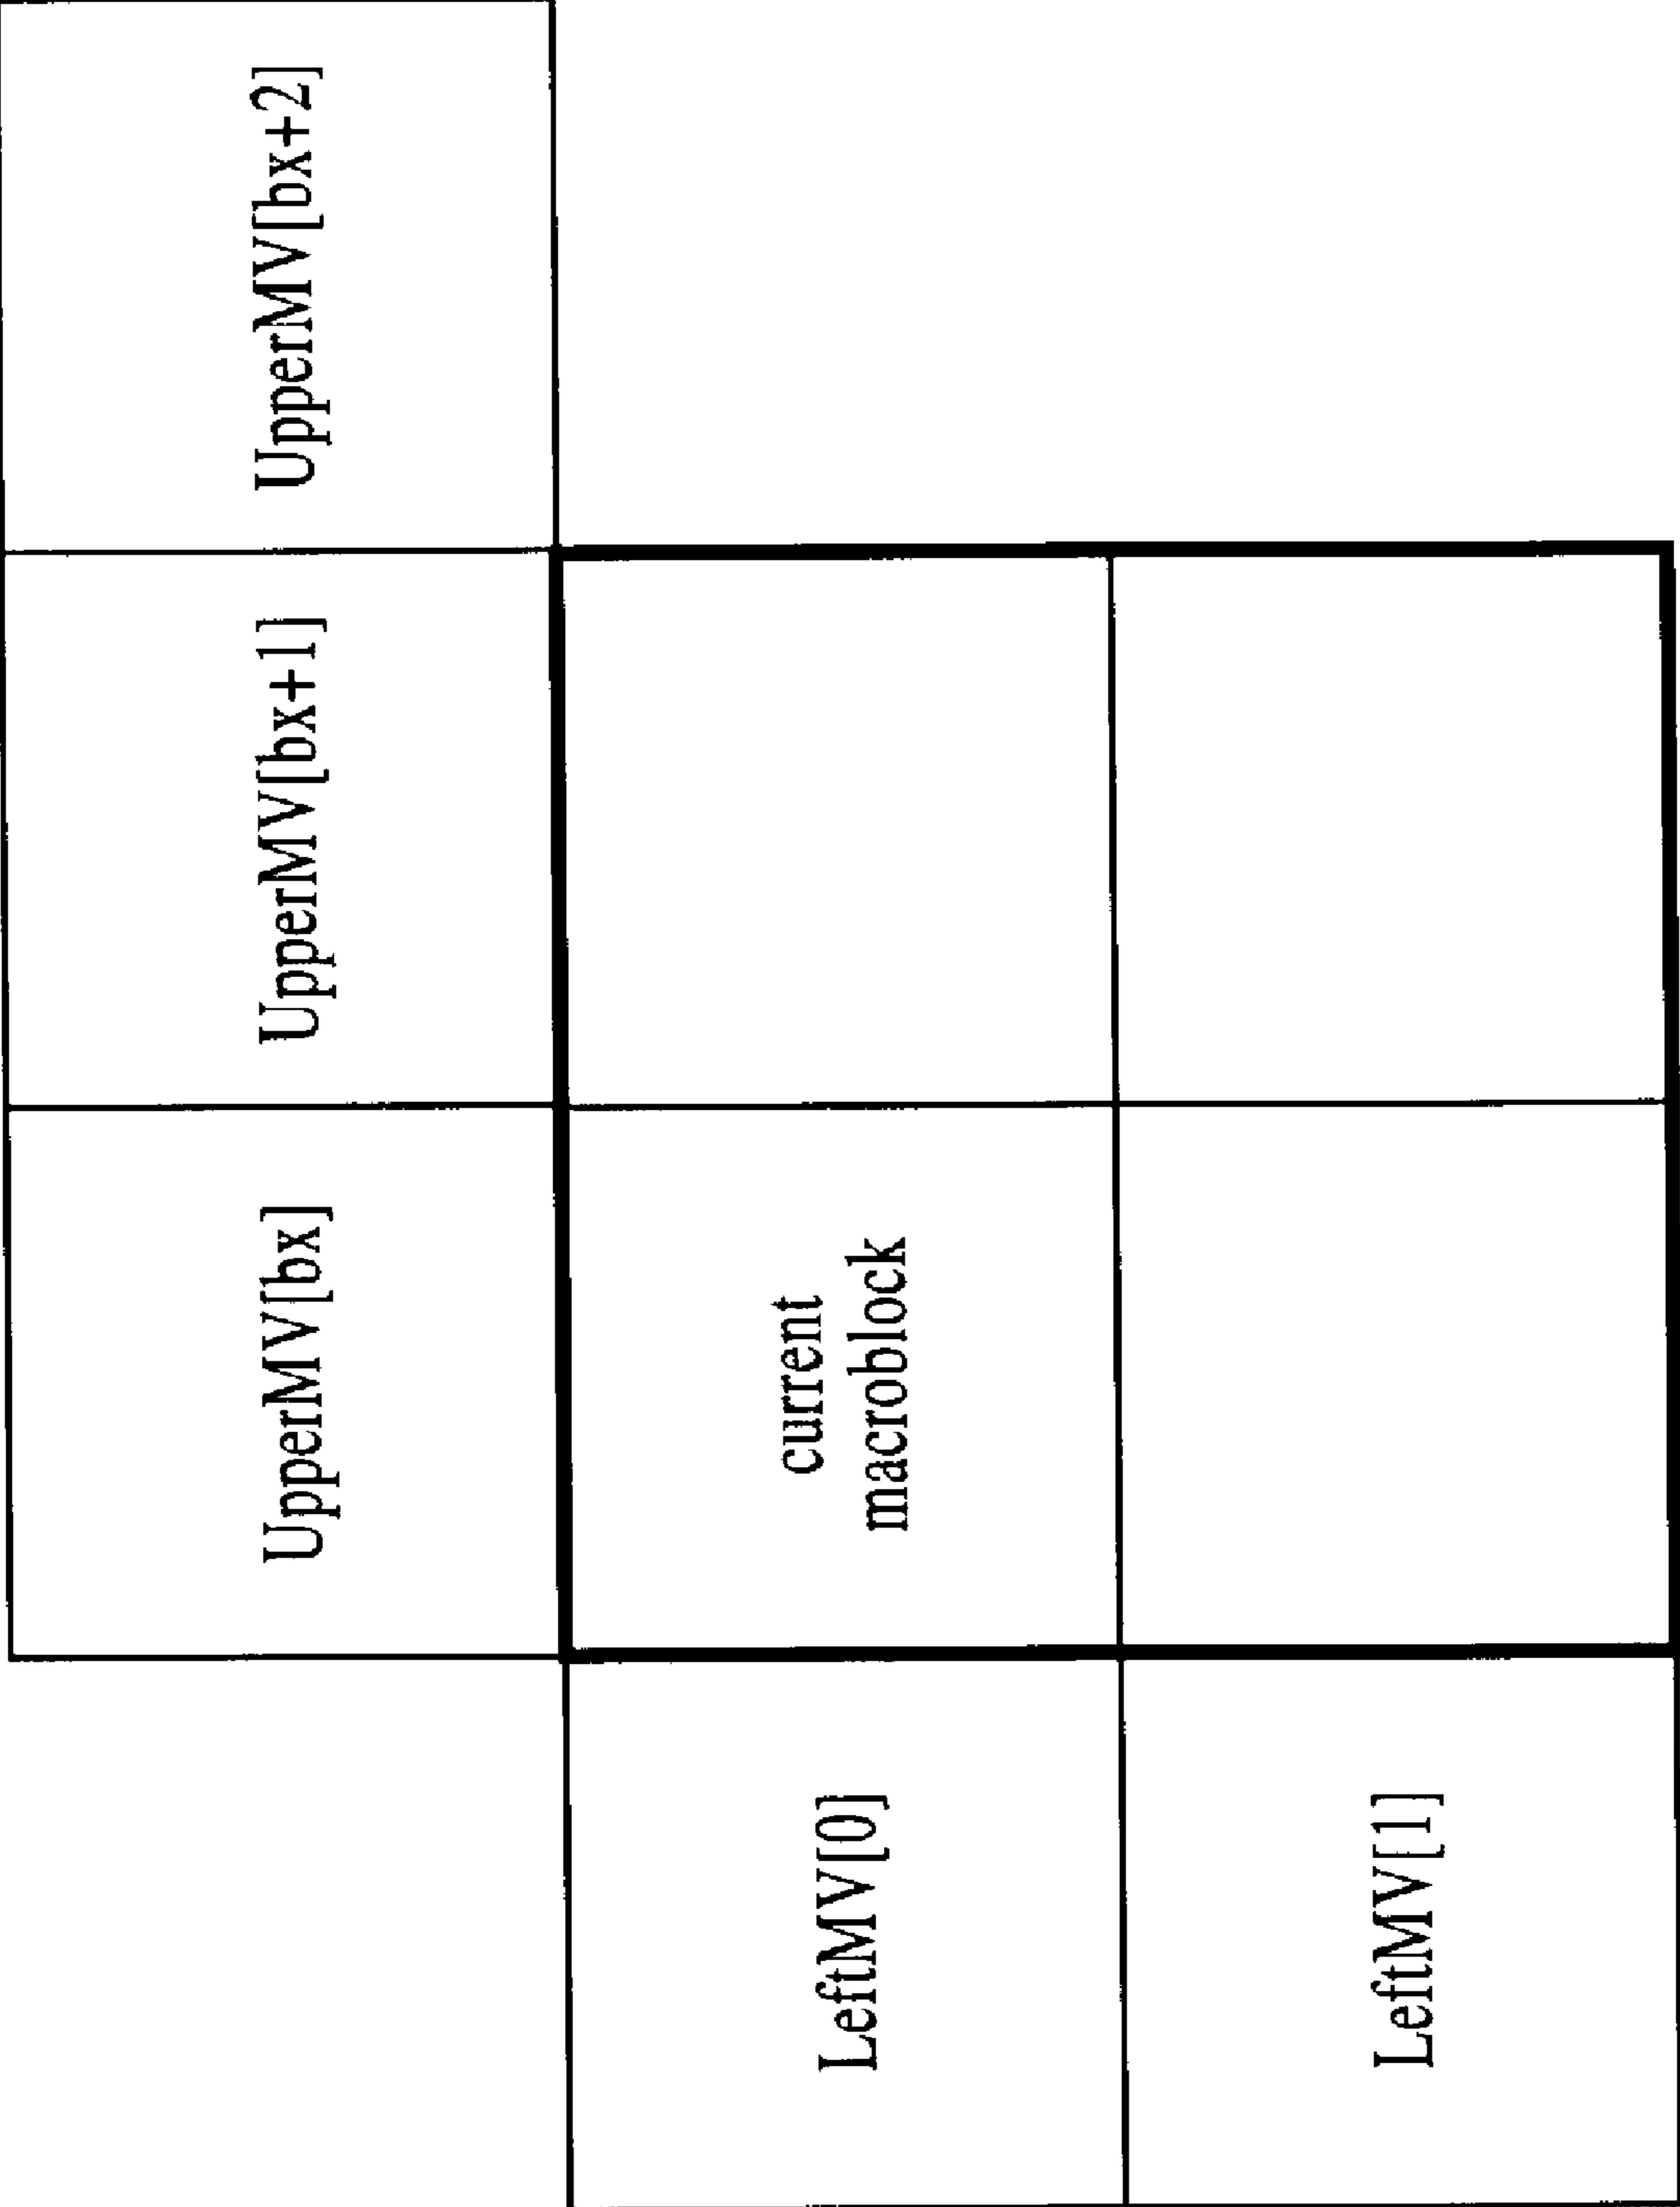 UpperMV[bx]
UpperMV[bx+1]
UpperMV[bx+2]
LeftMV[0]
current
macroblock
LeftMV[1]